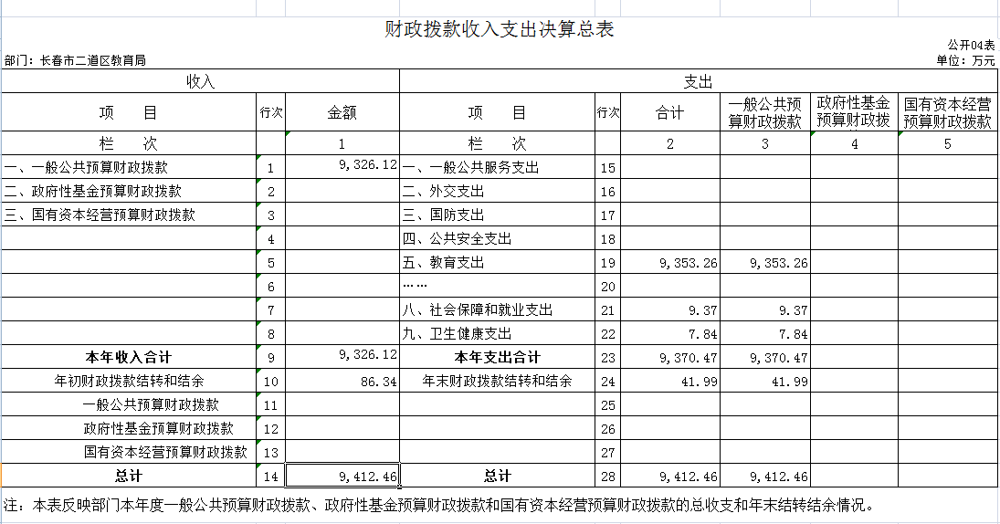 财政拨款收入支出决算总表
公开04表
部门：长春市二道区教育局 单位：万元
收入 支出
项 目 行次 金额 项 目 行次 合计 一般公共预算财政拨款 政府性基金预算财政拨 国有资本经营预算财政拨款
栏 次 1 栏 次 2 3 4 5
一、一般公共预算财政拨款 1 9,326.12 一、一般公共服务支出 15
二、政府性基金预算财政拨款 2 二、外交支出 16
三、国有资本经营预算财政拨款 3 三、国防支出 17
4 四、公共安全支出 18
5 五、教育支出 19 9,353.26 9,353.26
6 …… 20
7 八、社会保障和就业支出 21 9.37 9.37
8 九、卫生健康支出 22 7.84 7.84
本年收入合计 9 9,326.12 本年支出合计 23 9,370.47 9,370.47
年初财政拨款结转和结余 10 86.34 年末财政拨款结转和结余 24 41.99 41.99
一般公共预算财政拨款 11 25
政府性基金预算财政拨款 12 26
国有资本经营预算财政拨款 13 27
总计 14 9,412.46 总计 28 9,412.46 9,412.46
注：本表反映部门本年度一般公共预算财政拨款、政府性基金预算财政拨款和国有资本经营预算财政拨款的总收支和年末结转结余情况。